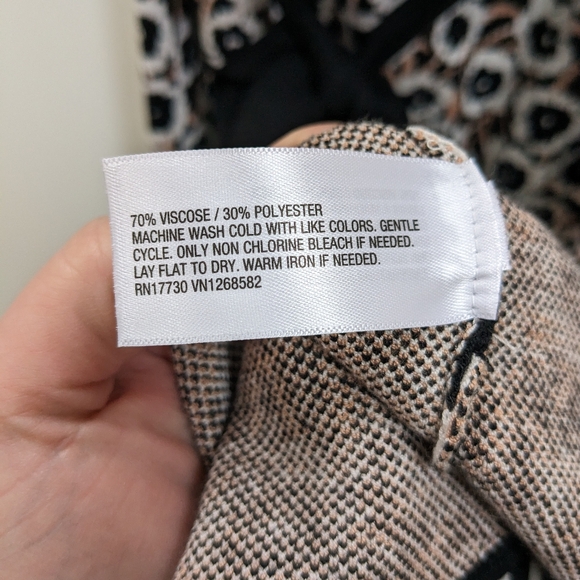 70% VISCOSE / 30% POLYESTER
MACHINE WASH COLD WITH LIKE COLORS. GENTLE
CYCLE. ONLY NON CHLORINE BLEACH IF NEEDED.
LAY FLAT TO DRY. WARM IRON IF NEEDED.
RN17730 VN1268582